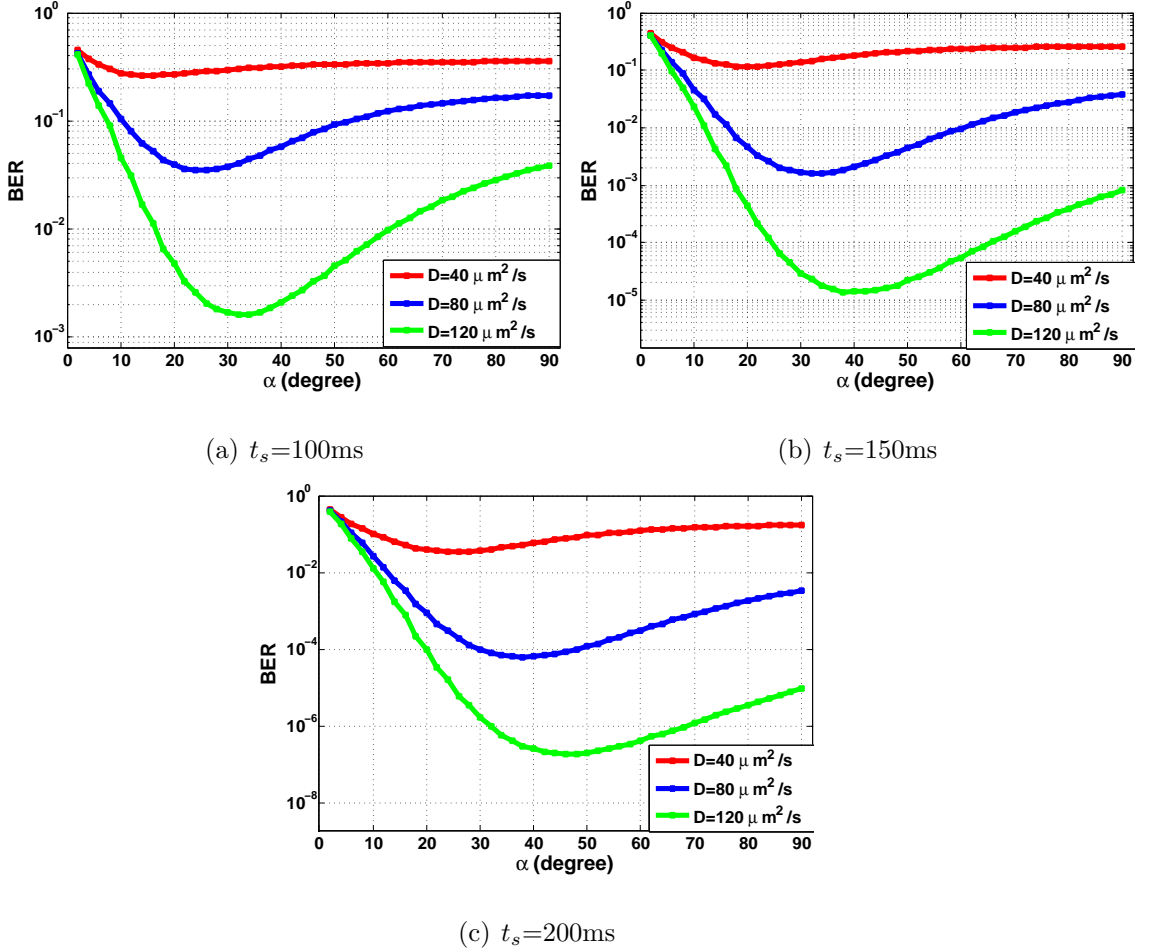 10^0
10^-1
10^-2
10^-3
BER
0 10 20 30 40 50 60 70 80 90
α (degree)
D=40 μ m^2/s
D=80 μ m^2/s
D=120 μ m^2/s
(a) t_s=100ms
10^0
10^-1
10^-2
10^-3
10^-4
10^-5
BER
0 10 20 30 40 50 60 70 80 90
α (degree)
D=40 μ m^2/s
D=80 μ m^2/s
D=120 μ m^2/s
(b) t_s=150ms
10^0
10^-2
10^-4
10^-6
10^-8
BER
0 10 20 30 40 50 60 70 80 90
α (degree)
D=40 μ m^2/s
D=80 μ m^2/s
D=120 μ m^2/s
(c) t_s=200ms